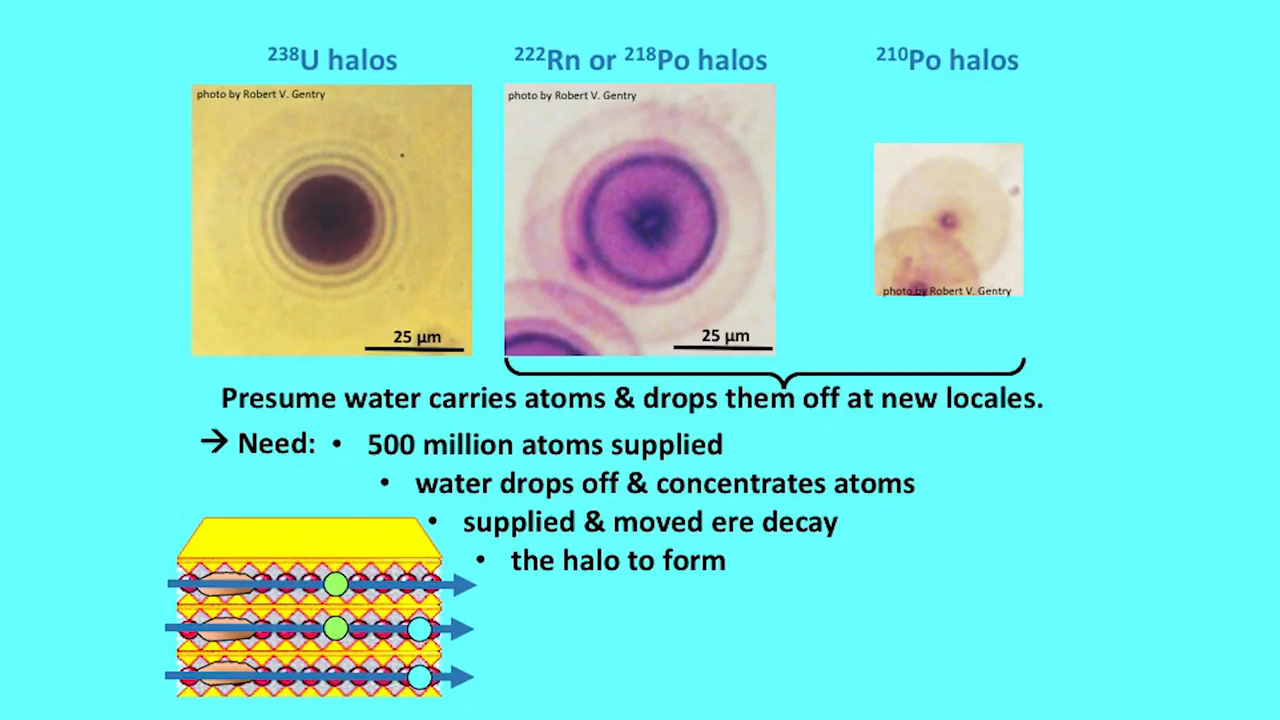 ²³⁸U halos
²²²Rn or ²¹⁸Po halos
²¹⁰Po halos
photo by Robert V. Gentry
photo by Robert V. Gentry
photo by Robert V. Gentry
25 µm
25 µm
Presume water carries atoms & drops them off at new locales.
→ Need: • 500 million atoms supplied
• water drops off & concentrates atoms
• supplied & moved ere decay
• the halo to form